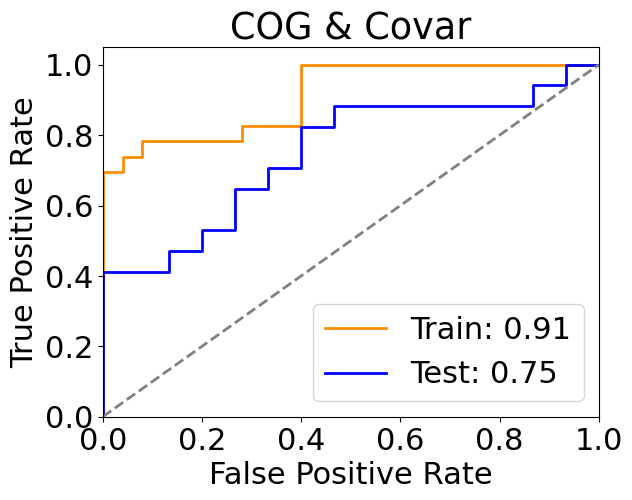 COG & Covar
True Positive Rate
1.0
0.8
0.6
0.4
0.2
0.0
Train: 0.91
Test: 0.75
0.0 0.2 0.4 0.6 0.8 1.0
False Positive Rate